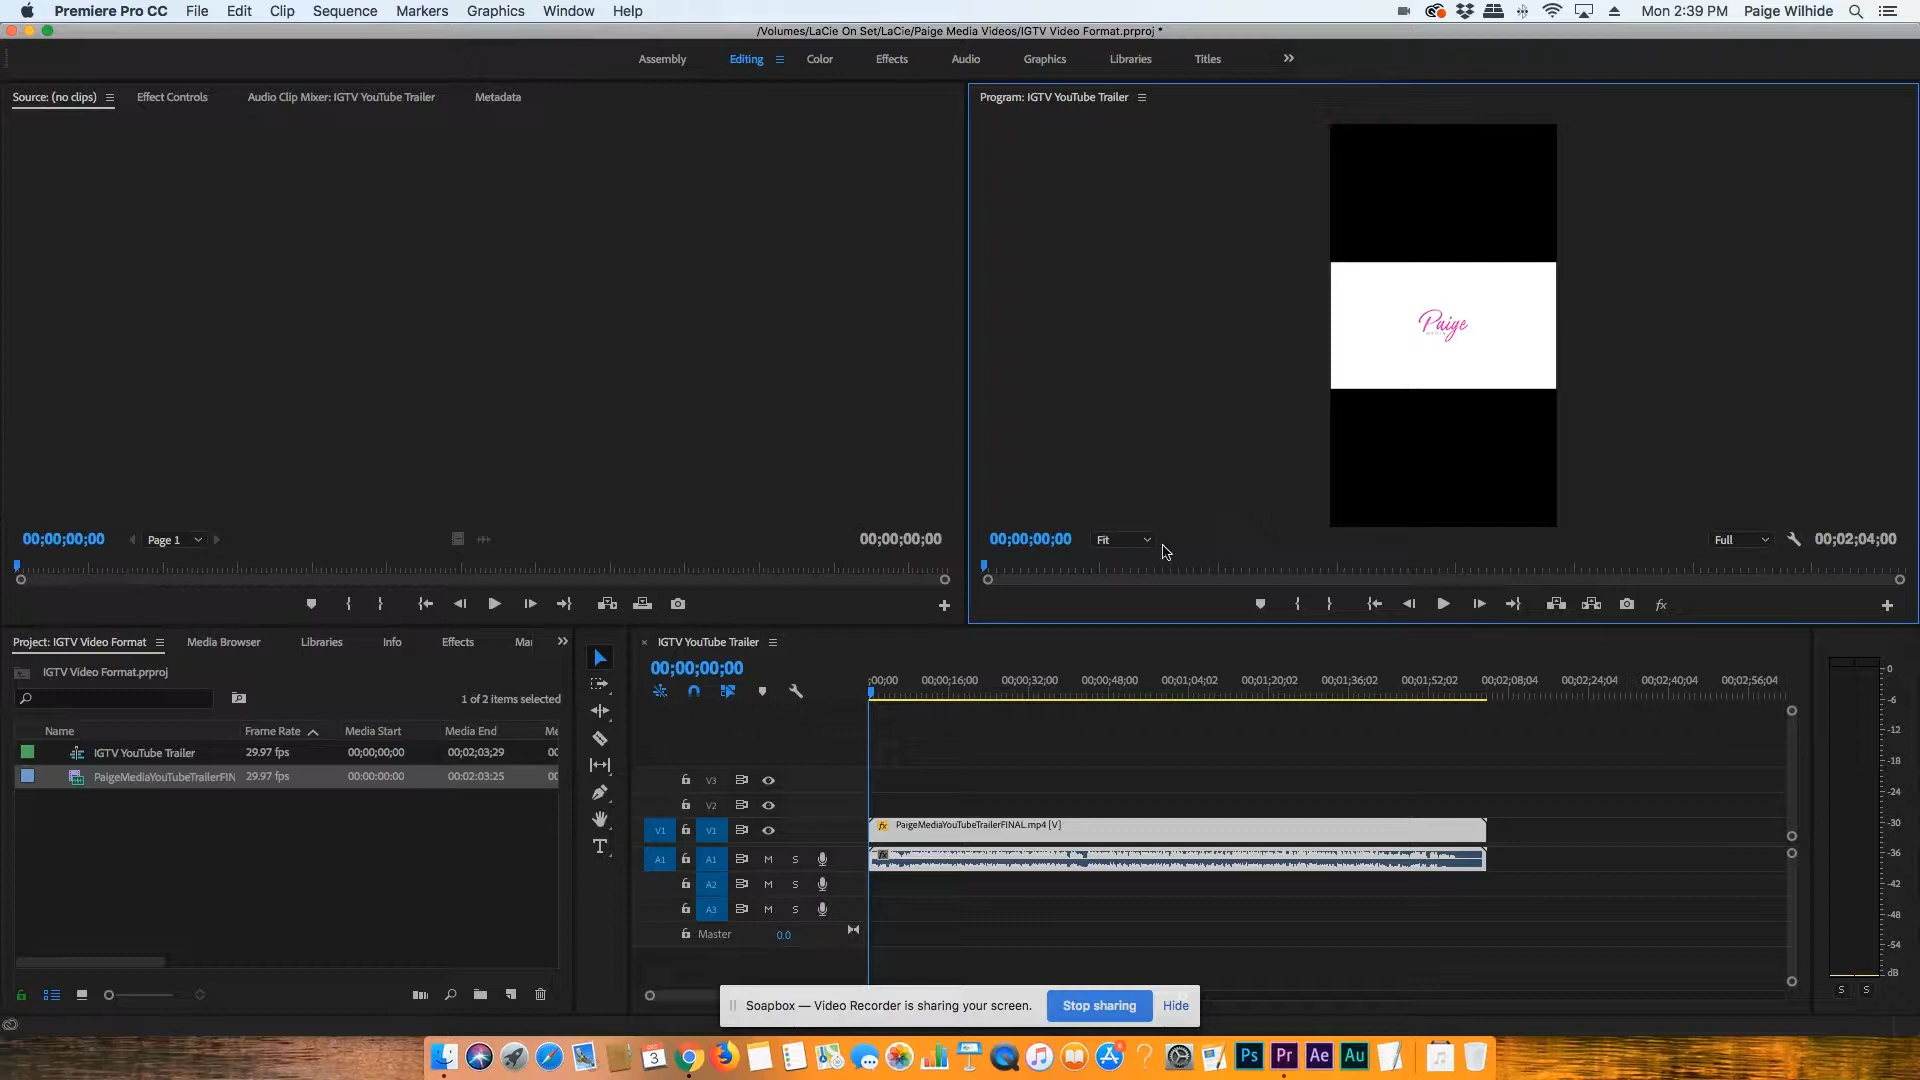 Premiere Pro CC File Edit Clip Sequence Markers Graphics Window Help Mon 2:39 PM Paige Wilhide
/Volumes/LaCie On Set/LaCie/Paige Media Videos/IGTV Video Format.prproj *
Assembly Editing Color Effects Audio Graphics Libraries Titles
Source: (no clips) Effect Controls Audio Clip Mixer: IGTV YouTube Trailer Metadata
Program: IGTV YouTube Trailer
Paige
00;00;00;00 Page 1 00;00;00;00
00;00;00;00 Fit Full 00;02;04;00
Project: IGTV Video Format Media Browser Libraries Info Effects Mai
IGTV Video Format.prproj
1 of 2 items selected
Name Frame Rate Media Start Media End Me
IGTV YouTube Trailer 29.97 fps 00;00;00;00 00;02;03;29 00
PaigeMediaYouTubeTrailerFIN 29.97 fps 00:00:00:00 00:02:03:25 00
IGTV YouTube Trailer
00;00;00;00
;00;00 00;00;16;00 00;00;32;00 00;00;48;00 00;01;04;02 00;01;20;02 00;01;36;02 00;01;52;02 00;02;08;04 00;02;24;04 00;02;40;04 00;02;56;04
V3
V2
V1 V1 PaigeMediaYouTubeTrailerFINAL.mp4 [V]
A1 A1 M S
A2 M S
A3 M S
Master 0.0
0
-6
-12
-18
-24
-30
-36
-42
-48
-54
dB
S S
Soapbox — Video Recorder is sharing your screen. Stop sharing Hide
DEC 3 Ps Pr Ae Au